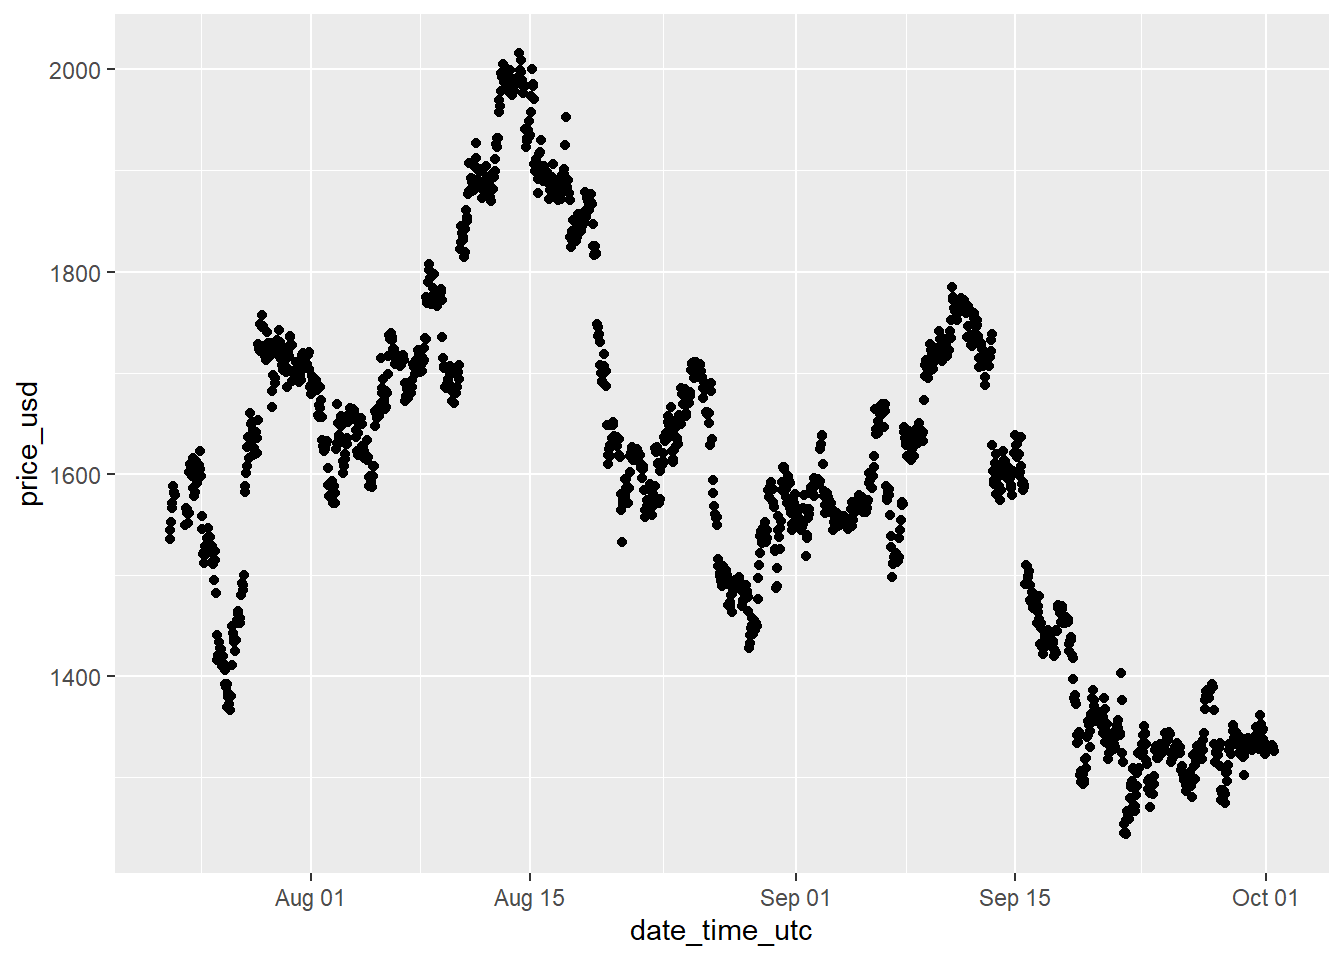 2000
1800
1600
1400
price_usd
Aug 01
Aug 15
Sep 01
Sep 15
Oct 01
date_time_utc